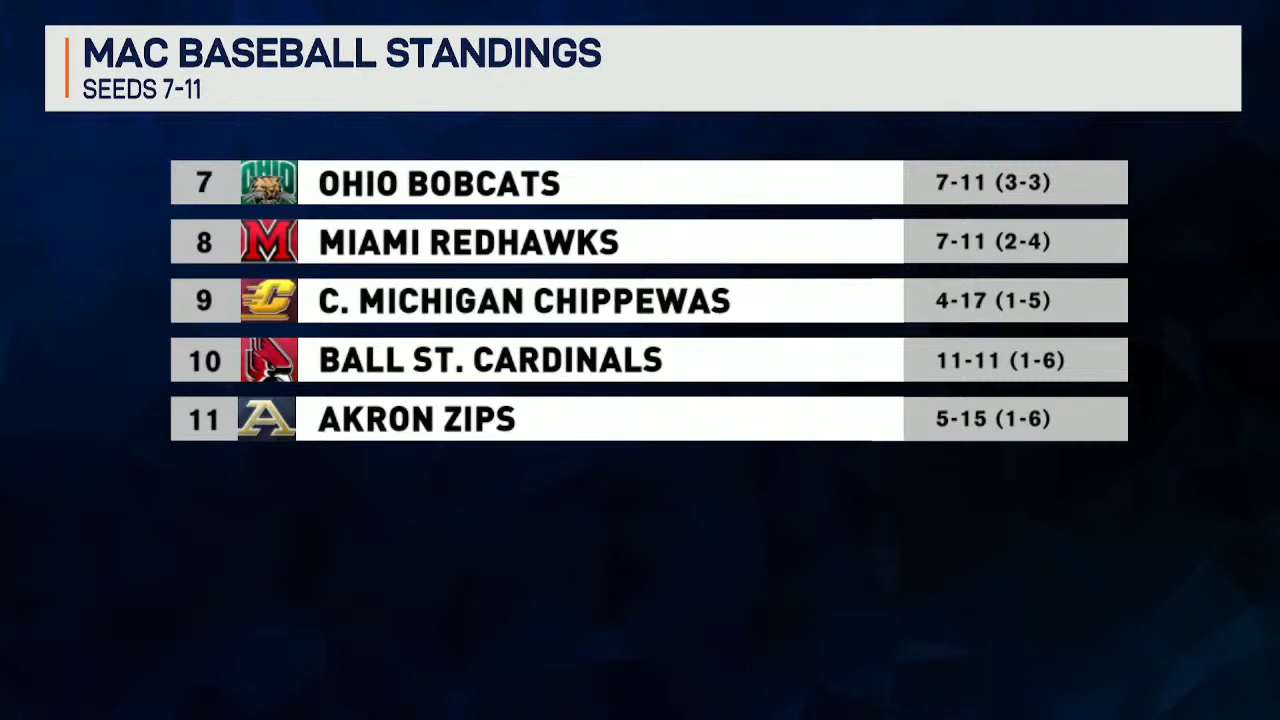 MAC BASEBALL STANDINGS
SEEDS 7-11
7 OHIO OHIO BOBCATS 7-11 (3-3)
8 M MIAMI REDHAWKS 7-11 (2-4)
9 C C. MICHIGAN CHIPPEWAS 4-17 (1-5)
10 BALL ST. CARDINALS 11-11 (1-6)
11 A AKRON ZIPS 5-15 (1-6)